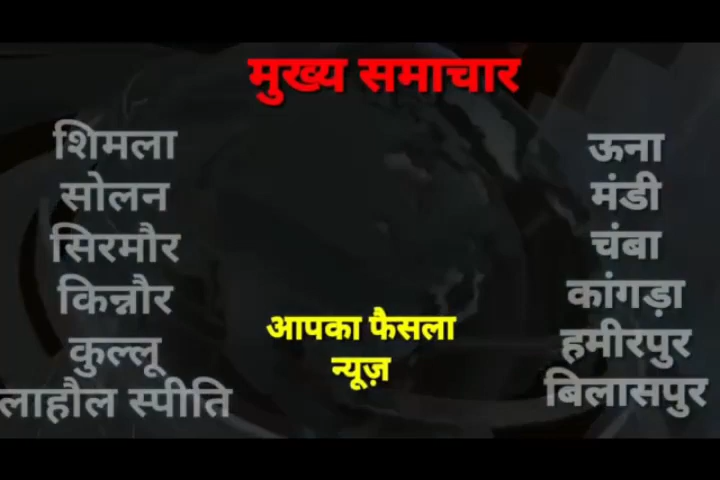 मुख्य समाचार
शिमला
सोलन
सिरमौर
किन्नौर
कुल्लू
लाहौल स्पीति
ऊना
मंडी
चंबा
कांगड़ा
हमीरपुर
बिलासपुर
आपका फैसला
न्यूज़